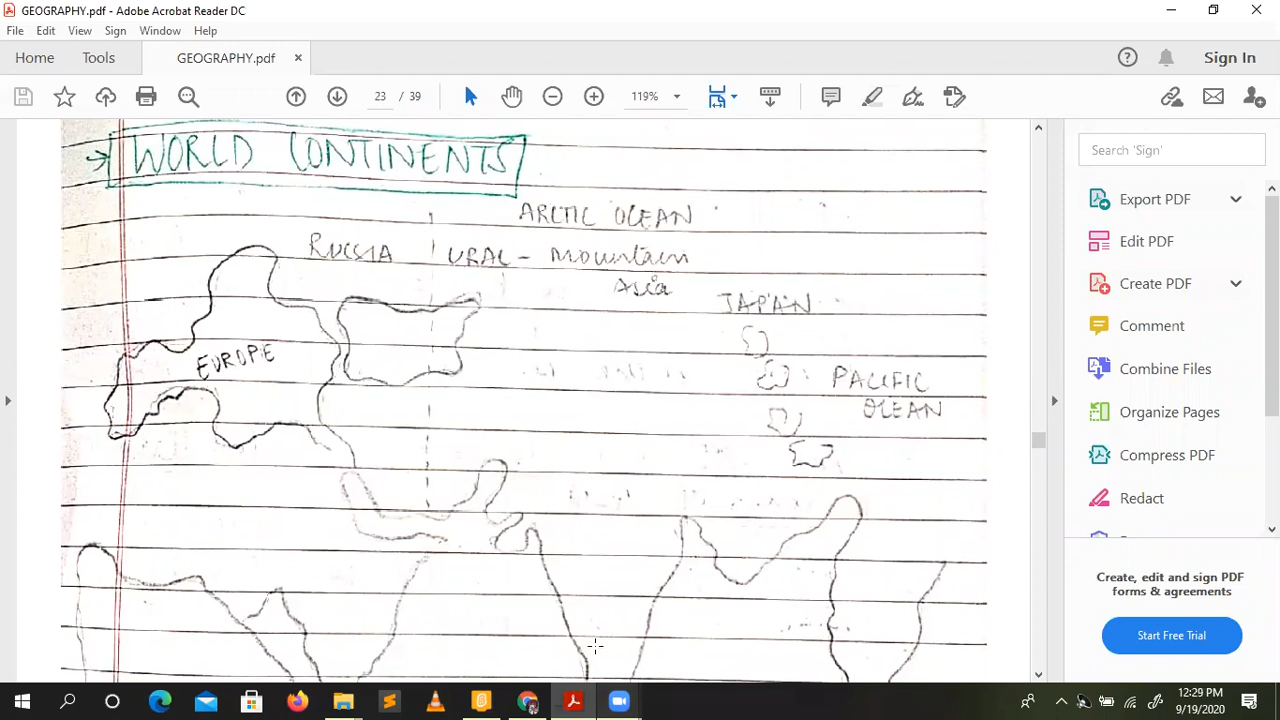 GEOGRAPHY.pdf - Adobe Acrobat Reader DC
File Edit View Sign Window Help
Home Tools GEOGRAPHY.pdf × Sign In
23 / 39 119%
→ WORLD CONTINENTS
ARCTIC OCEAN
RUSSIA URAL - Mountain
Asia
JAPAN
EUROPE
PACIFIC
OCEAN
Search 'Sign'
Export PDF
Edit PDF
Create PDF
Comment
Combine Files
Organize Pages
Compress PDF
Redact
Create, edit and sign PDF
forms & agreements
Start Free Trial
12:29 PM
9/19/2020